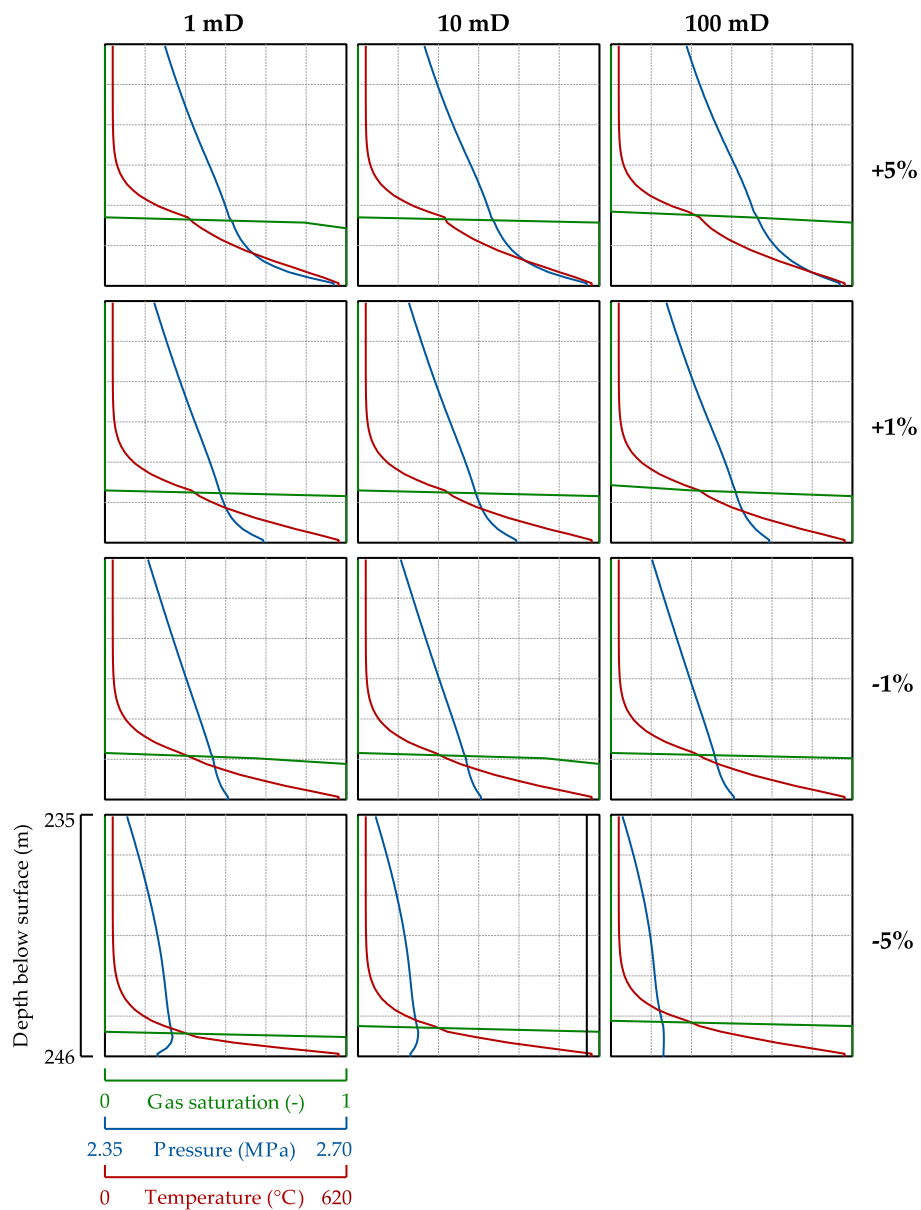 1 mD 10 mD 100 mD
+5%
+1%
-1%
-5%
235
Depth below surface (m)
246
0 Gas saturation (-) 1
2.35 Pressure (MPa) 2.70
0 Temperature (°C) 620